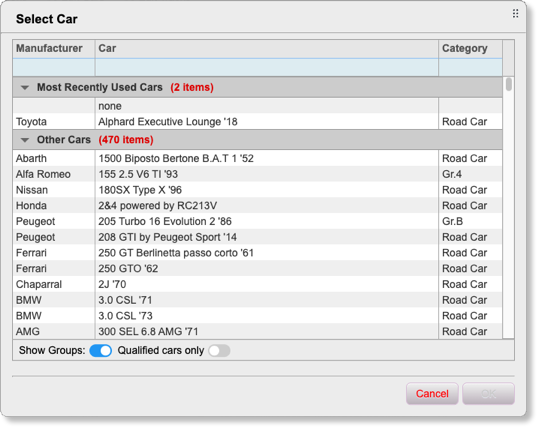 Select Car
Manufacturer Car Category
Most Recently Used Cars (2 items)
none
Toyota Alphard Executive Lounge '18 Road Car
Other Cars (470 items)
Abarth 1500 Biposto Bertone B.A.T 1 '52 Road Car
Alfa Romeo 155 2.5 V6 TI '93 Gr.4
Nissan 180SX Type X '96 Road Car
Honda 2&4 powered by RC213V Road Car
Peugeot 205 Turbo 16 Evolution 2 '86 Gr.B
Peugeot 208 GTI by Peugeot Sport '14 Road Car
Ferrari 250 GT Berlinetta passo corto '61 Road Car
Ferrari 250 GTO '62 Road Car
Chaparral 2J '70 Road Car
BMW 3.0 CSL '71 Road Car
BMW 3.0 CSL '73 Road Car
AMG 300 SEL 6.8 AMG '71 Road Car
Show Groups: Qualified cars only
Cancel OK